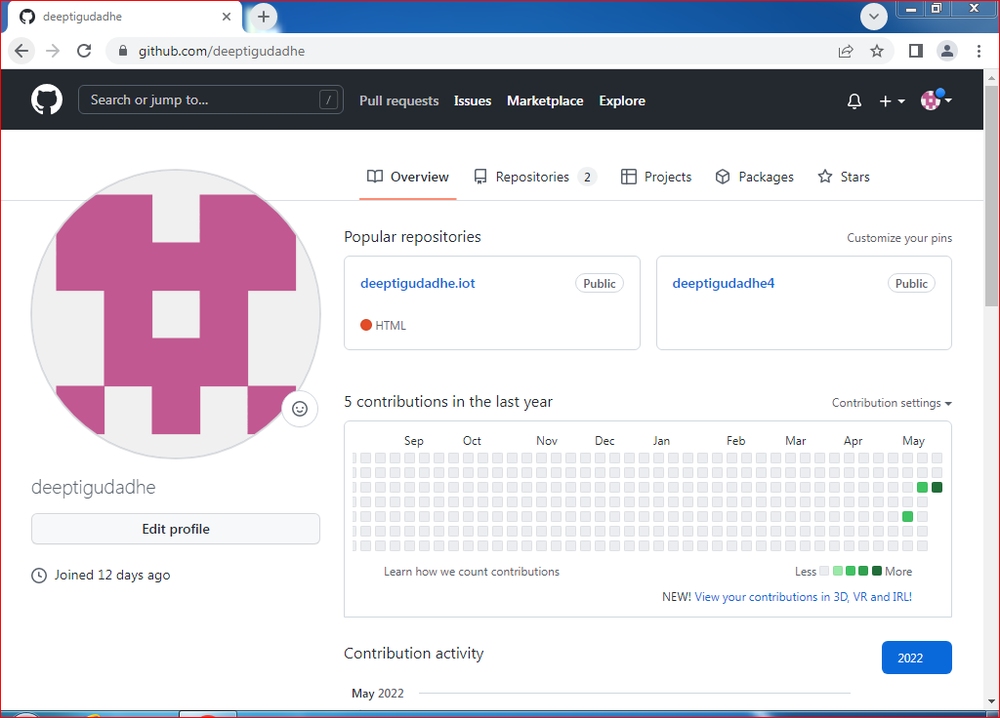 deeptigudadhe
github.com/deeptigudadhe
Search or jump to... /
Pull requests Issues Marketplace Explore
Overview Repositories 2 Projects Packages Stars
Popular repositories Customize your pins
deeptigudadhe.iot Public
HTML
deeptigudadhe4 Public
5 contributions in the last year Contribution settings
Sep Oct Nov Dec Jan Feb Mar Apr May
Learn how we count contributions Less More
NEW! View your contributions in 3D, VR and IRL!
deeptigudadhe
Edit profile
Joined 12 days ago
Contribution activity 2022
May 2022